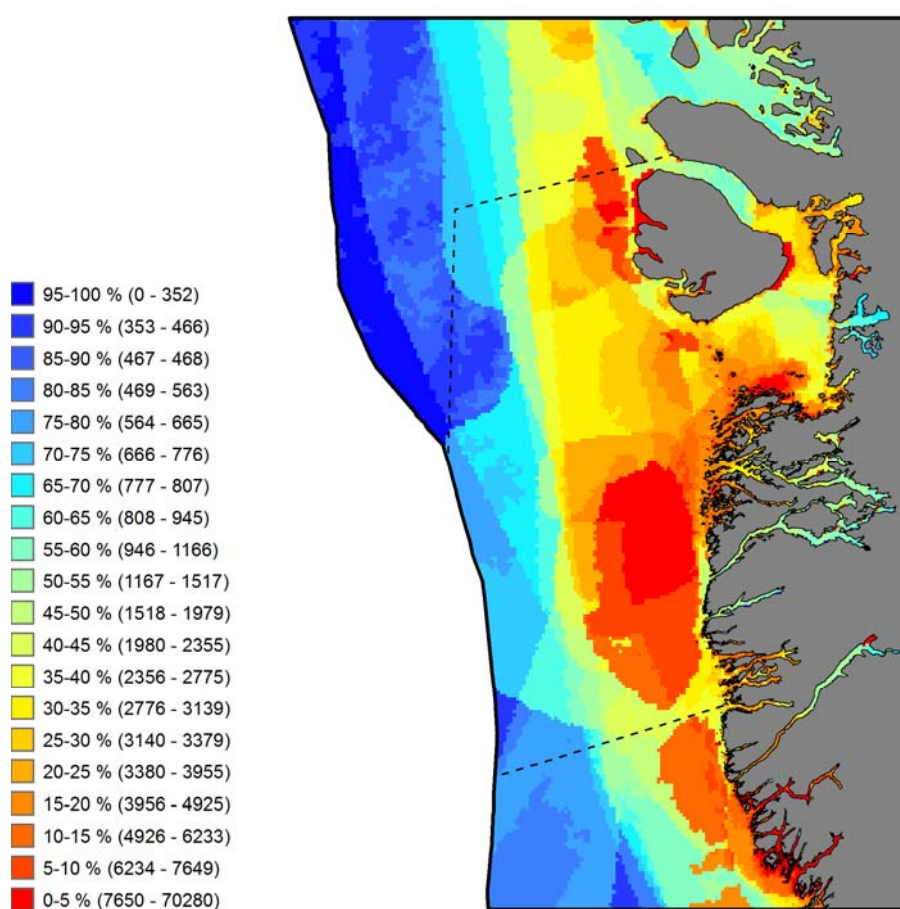 95-100 % (0 - 352)
90-95 % (353 - 466)
85-90 % (467 - 468)
80-85 % (469 - 563)
75-80 % (564 - 665)
70-75 % (666 - 776)
65-70 % (777 - 807)
60-65 % (808 - 945)
55-60 % (946 - 1166)
50-55 % (1167 - 1517)
45-50 % (1518 - 1979)
40-45 % (1980 - 2355)
35-40 % (2356 - 2775)
30-35 % (2776 - 3139)
25-30 % (3140 - 3379)
20-25 % (3380 - 3955)
15-20 % (3956 - 4925)
10-15 % (4926 - 6233)
5-10 % (6234 - 7649)
0-5 % (7650 - 70280)